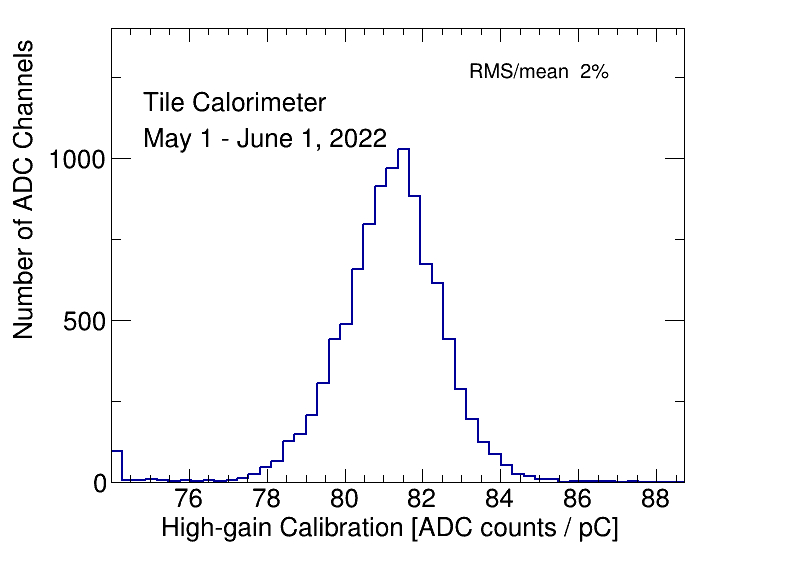 RMS/mean  2%
Tile Calorimeter
May 1 - June 1, 2022
Number of ADC Channels
1000
500
0
76 78 80 82 84 86 88
High-gain Calibration [ADC counts / pC]